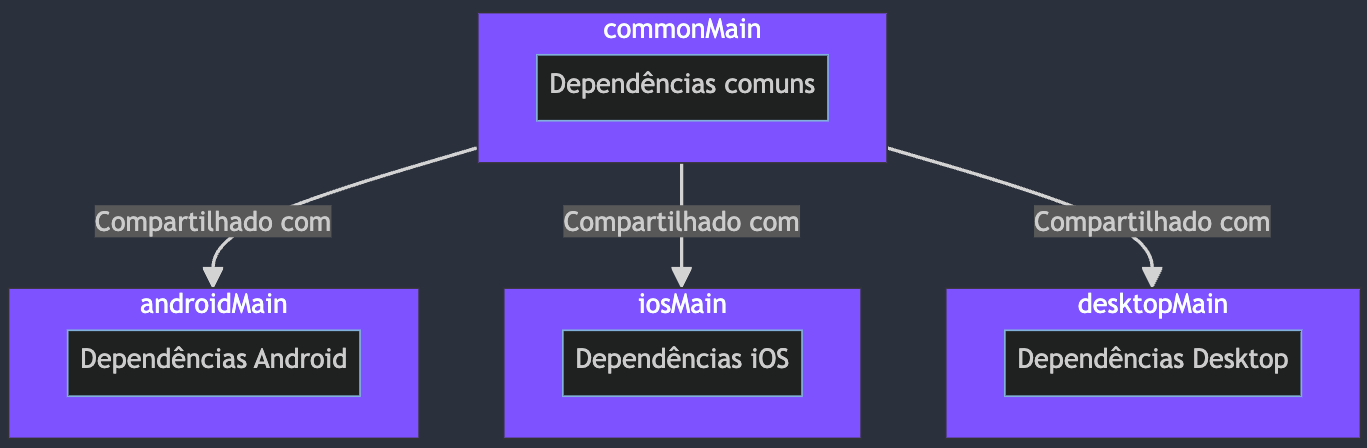 commonMain
Dependências comuns
Compartilhado com
Compartilhado com
Compartilhado com
androidMain
Dependências Android
iosMain
Dependências iOS
desktopMain
Dependências Desktop